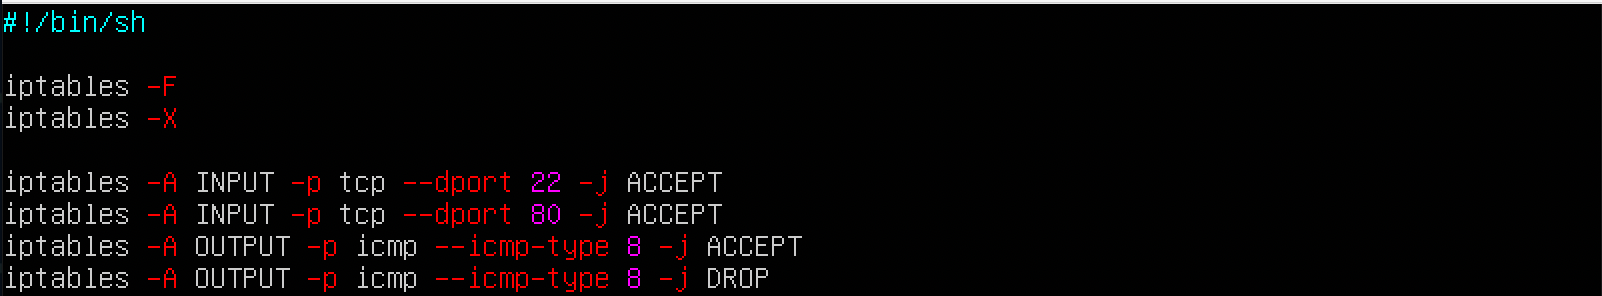 #!/bin/sh
iptables -F
iptables -X
iptables -A INPUT -p tcp --dport 22 -j ACCEPT
iptables -A INPUT -p tcp --dport 80 -j ACCEPT
iptables -A OUTPUT -p icmp --icmp-type 8 -j ACCEPT
iptables -A OUTPUT -p icmp --icmp-type 8 -j DROP